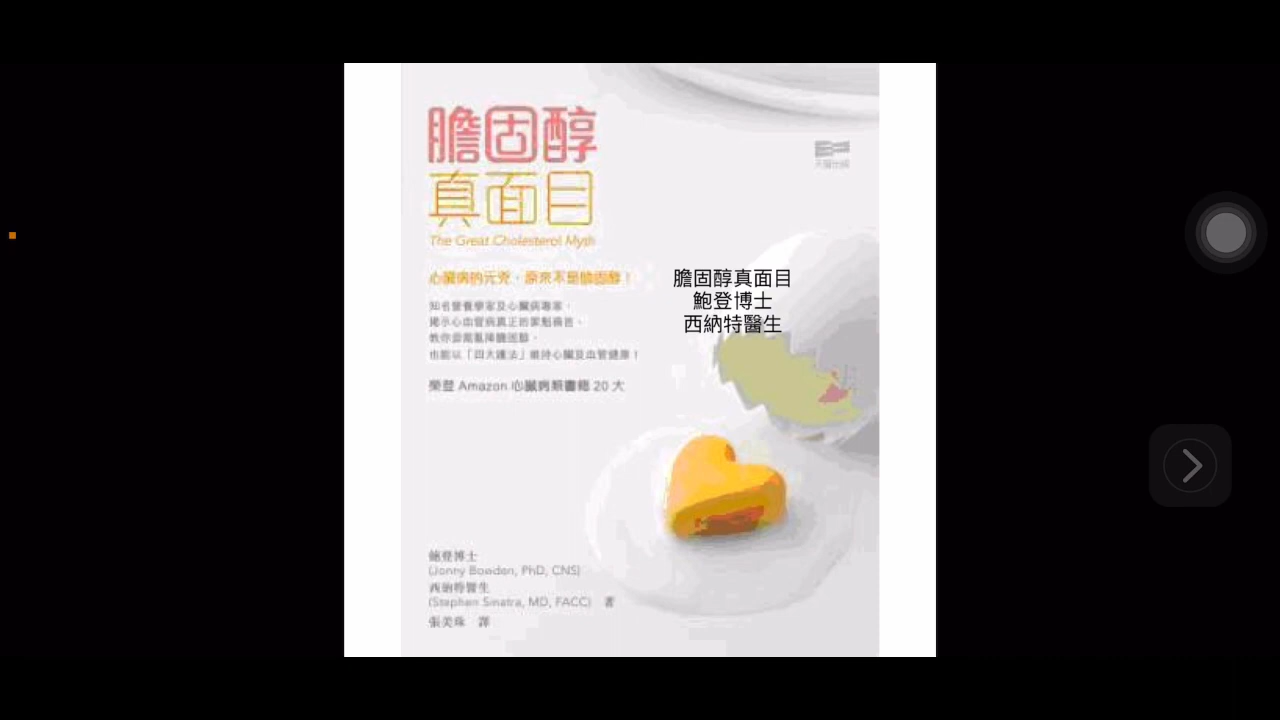 膽固醇
真面目
The Great Cholesterol Myth
心臟病的元兇，原來不是膽固醇！
知名營養學家及心臟病專家，
揭示心血管病真正的罪魁禍首，
教你毋需亂降膽固醇，
也能以「四大護法」維持心臟及血管健康！
榮登 Amazon 心臟病類書籍 20 大
膽固醇真面目
鮑登博士
西納特醫生
鮑登博士
(Jonny Bowden, PhD, CNS)
西納特醫生
(Stephen Sinatra, MD, FACC) 著
張美珠 譯